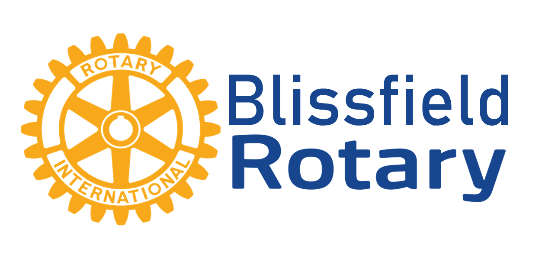 ROTARY
INTERNATIONAL
Blissfield
Rotary